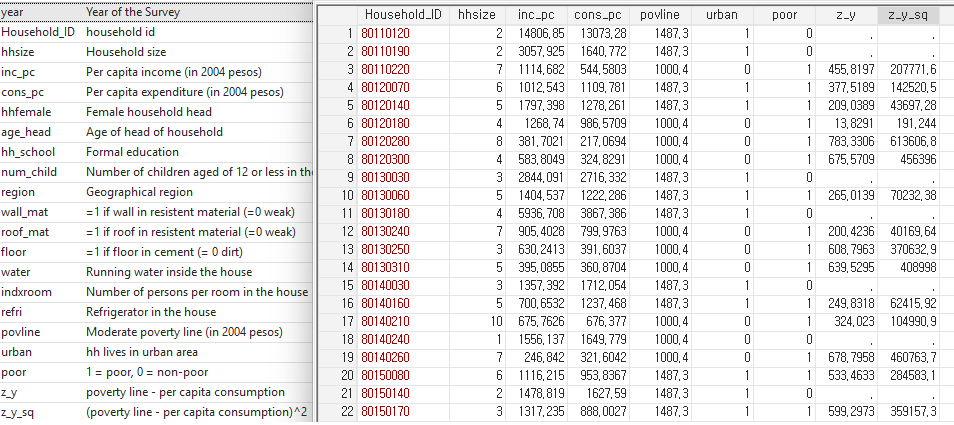 year Year of the Survey
Household_ID household id
hhsize Household size
inc_pc Per capita income (in 2004 pesos)
cons_pc Per capita expenditure (in 2004 pesos)
hhfemale Female household head
age_head Age of head of household
hh_school Formal education
num_child Number of children aged of 12 or less in the
region Geographical region
wall_mat =1 if wall in resistent material (=0 weak)
roof_mat =1 if roof in resistent material (=0 weak)
floor =1 if floor in cement (= 0 dirt)
water Running water inside the house
indxroom Number of persons per room in the house
refri Refrigerator in the house
povline Moderate poverty line (in 2004 pesos)
urban hh lives in urban area
poor 1 = poor, 0 = non-poor
z_y poverty line - per capita consumption
z_y_sq (poverty line - per capita consumption)^2
Household_ID hhsize inc_pc cons_pc povline urban poor z_y z_y_sq
1 80110120 2 14806,85 13073,28 1487,3 1 0 . .
2 80110190 2 3057,925 1640,772 1487,3 1 0 . .
3 80110220 7 1114,682 544,5803 1000,4 0 1 455,8197 207771,6
4 80120070 6 1012,543 1109,781 1487,3 1 1 377,5189 142520,5
5 80120140 5 1797,398 1278,261 1487,3 1 1 209,0389 43697,28
6 80120180 4 1268,74 986,5709 1000,4 0 1 13,8291 191,244
7 80120280 8 381,7021 217,0694 1000,4 0 1 783,3306 613606,8
8 80120300 4 583,8049 324,8291 1000,4 0 1 675,5709 456396
9 80130030 3 2844,091 2716,332 1487,3 1 0 . .
10 80130060 5 1404,537 1222,286 1487,3 1 1 265,0139 70232,38
11 80130180 4 5936,708 3867,386 1487,3 1 0 . .
12 80130240 7 905,4028 799,9763 1000,4 0 1 200,4236 40169,64
13 80130250 3 630,2413 391,6037 1000,4 0 1 608,7963 370632,9
14 80130310 5 395,0855 360,8704 1000,4 0 1 639,5295 408998
15 80140030 3 1357,392 1712,054 1487,3 1 0 . .
16 80140160 5 700,6532 1237,468 1487,3 1 1 249,8318 62415,92
17 80140210 10 675,7626 676,377 1000,4 0 1 324,023 104990,9
18 80140240 1 1556,137 1649,779 1000,4 0 0 . .
19 80140260 7 246,842 321,6042 1000,4 0 1 678,7958 460763,7
20 80150080 6 1116,215 953,8367 1487,3 1 1 533,4633 284583,1
21 80150140 2 1478,819 1627,59 1487,3 1 0 . .
22 80150170 3 1317,235 888,0027 1487,3 1 1 599,2973 359157,3